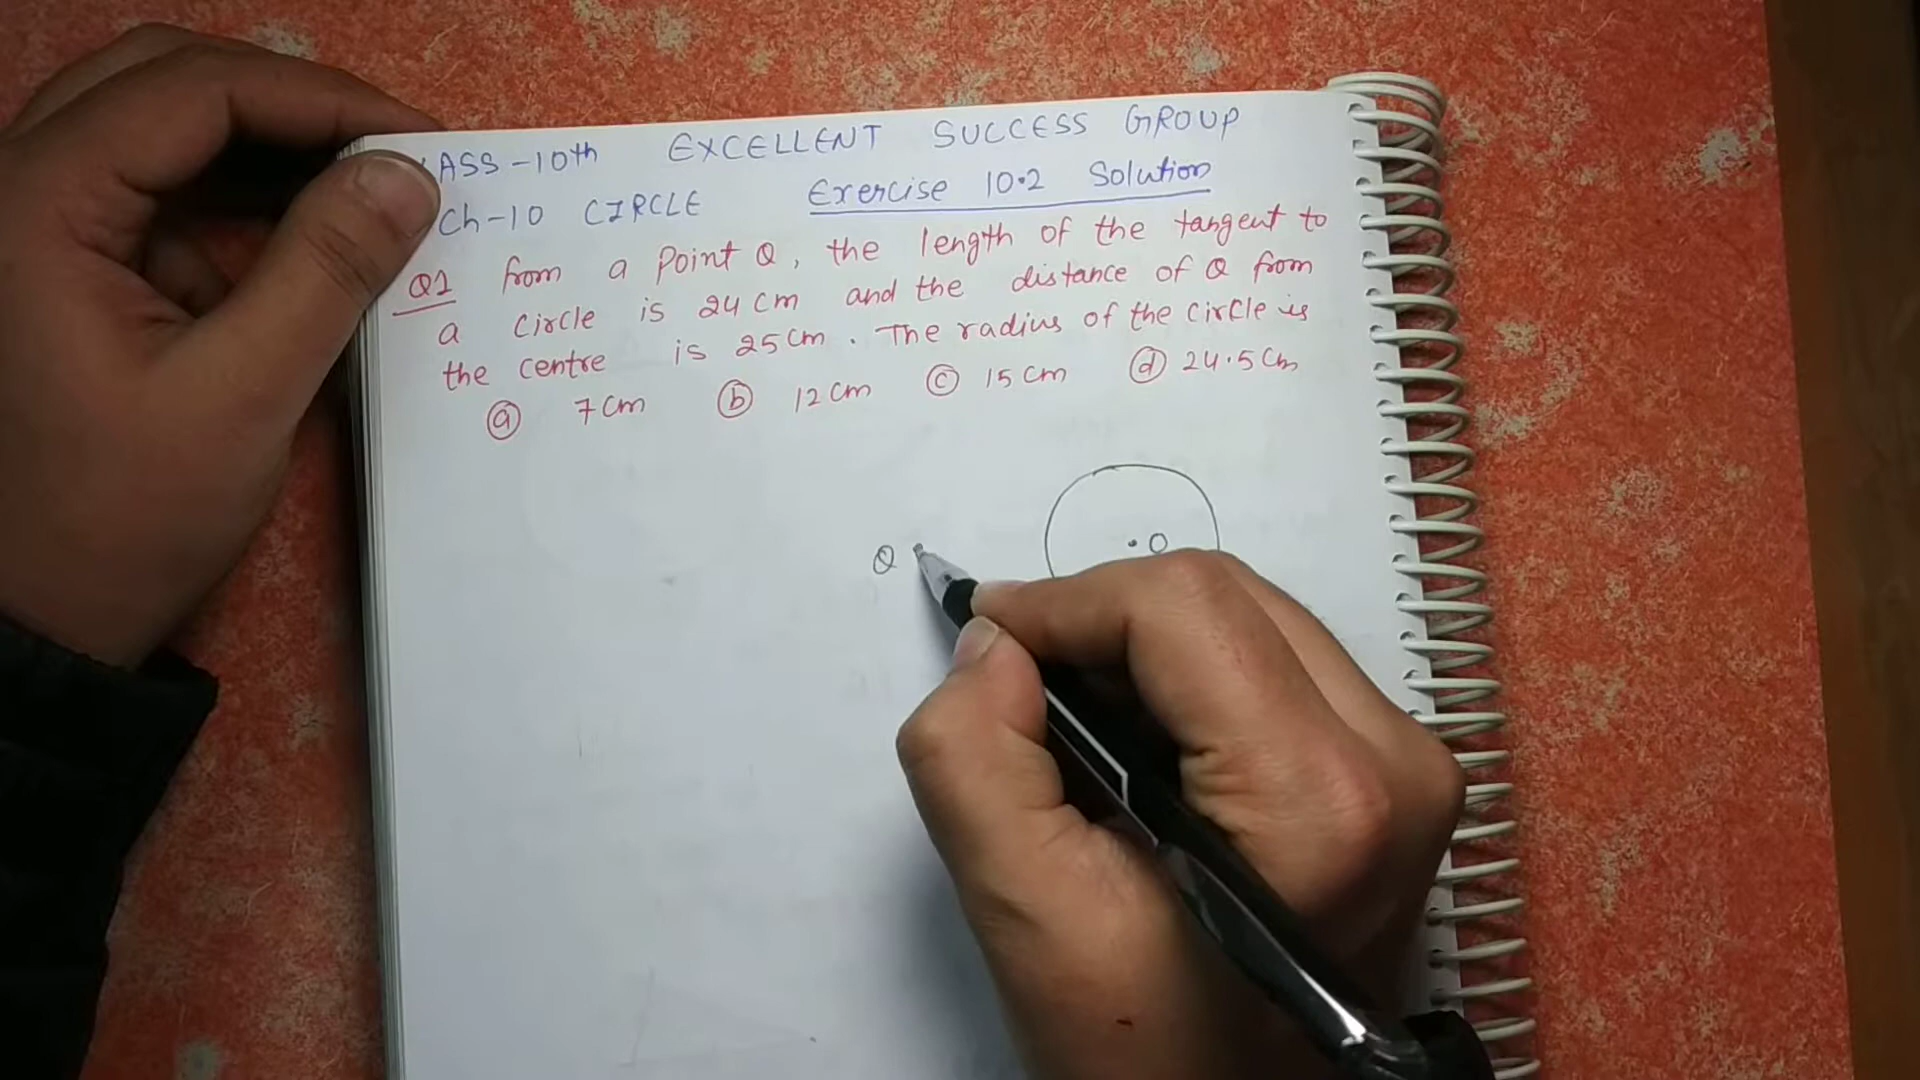 ASS-10th EXCELLENT SUCCESS GROUP
Ch-10 CIRCLE Exercise 10.2 Solution
Q1 from a point Q, the length of the tangent to
a circle is 24 cm and the distance of Q from
the centre is 25 cm. The radius of the circle is
(a) 7 cm (b) 12 cm (c) 15 cm (d) 24.5 cm
Q O